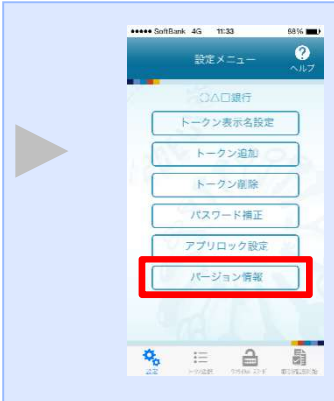 ●●●●● SoftBank 4G 11:33 88%
設定メニュー
?
ヘルプ
○△□銀行
トークン表示名設定
トークン追加
トークン削除
パスワード補正
アプリロック設定
バージョン情報
設定